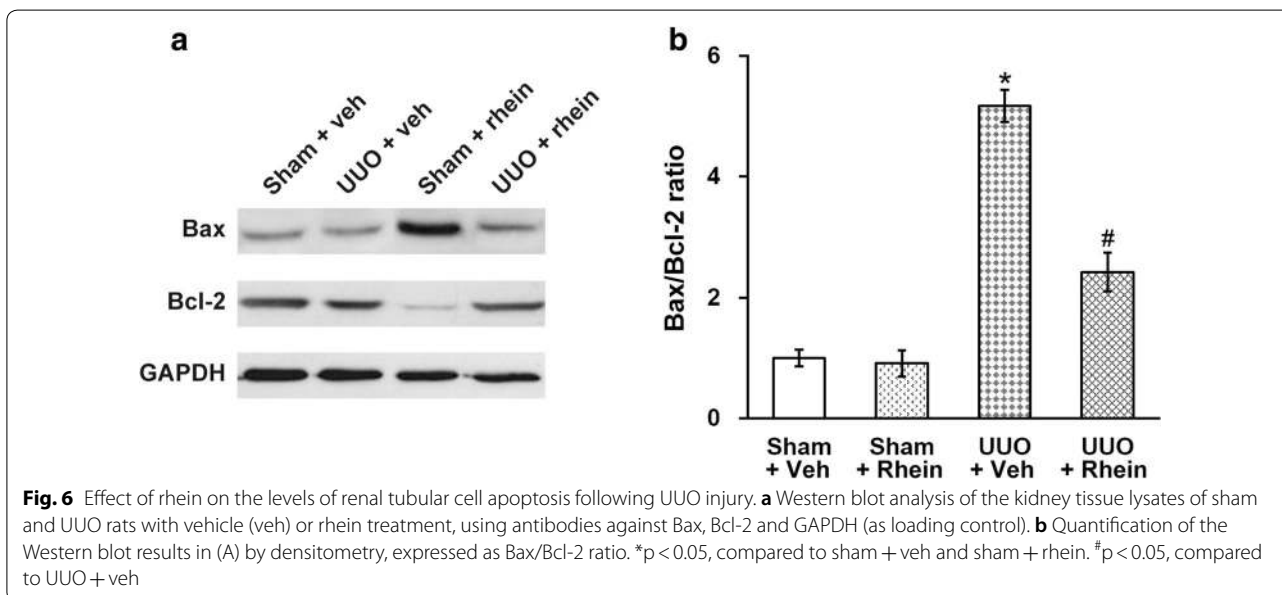 a
Sham + veh
UUO + veh
Sham + rhein
UUO + rhein
Bax
Bcl-2
GAPDH
b
Bax/Bcl-2 ratio
6
4
2
0
*
#
Sham + Veh
Sham + Rhein
UUO + Veh
UUO + Rhein
Fig. 6 Effect of rhein on the levels of renal tubular cell apoptosis following UUO injury. a Western blot analysis of the kidney tissue lysates of sham
and UUO rats with vehicle (veh) or rhein treatment, using antibodies against Bax, Bcl-2 and GAPDH (as loading control). b Quantification of the
Western blot results in (A) by densitometry, expressed as Bax/Bcl-2 ratio. *p < 0.05, compared to sham + veh and sham + rhein. #p < 0.05, compared
to UUO + veh